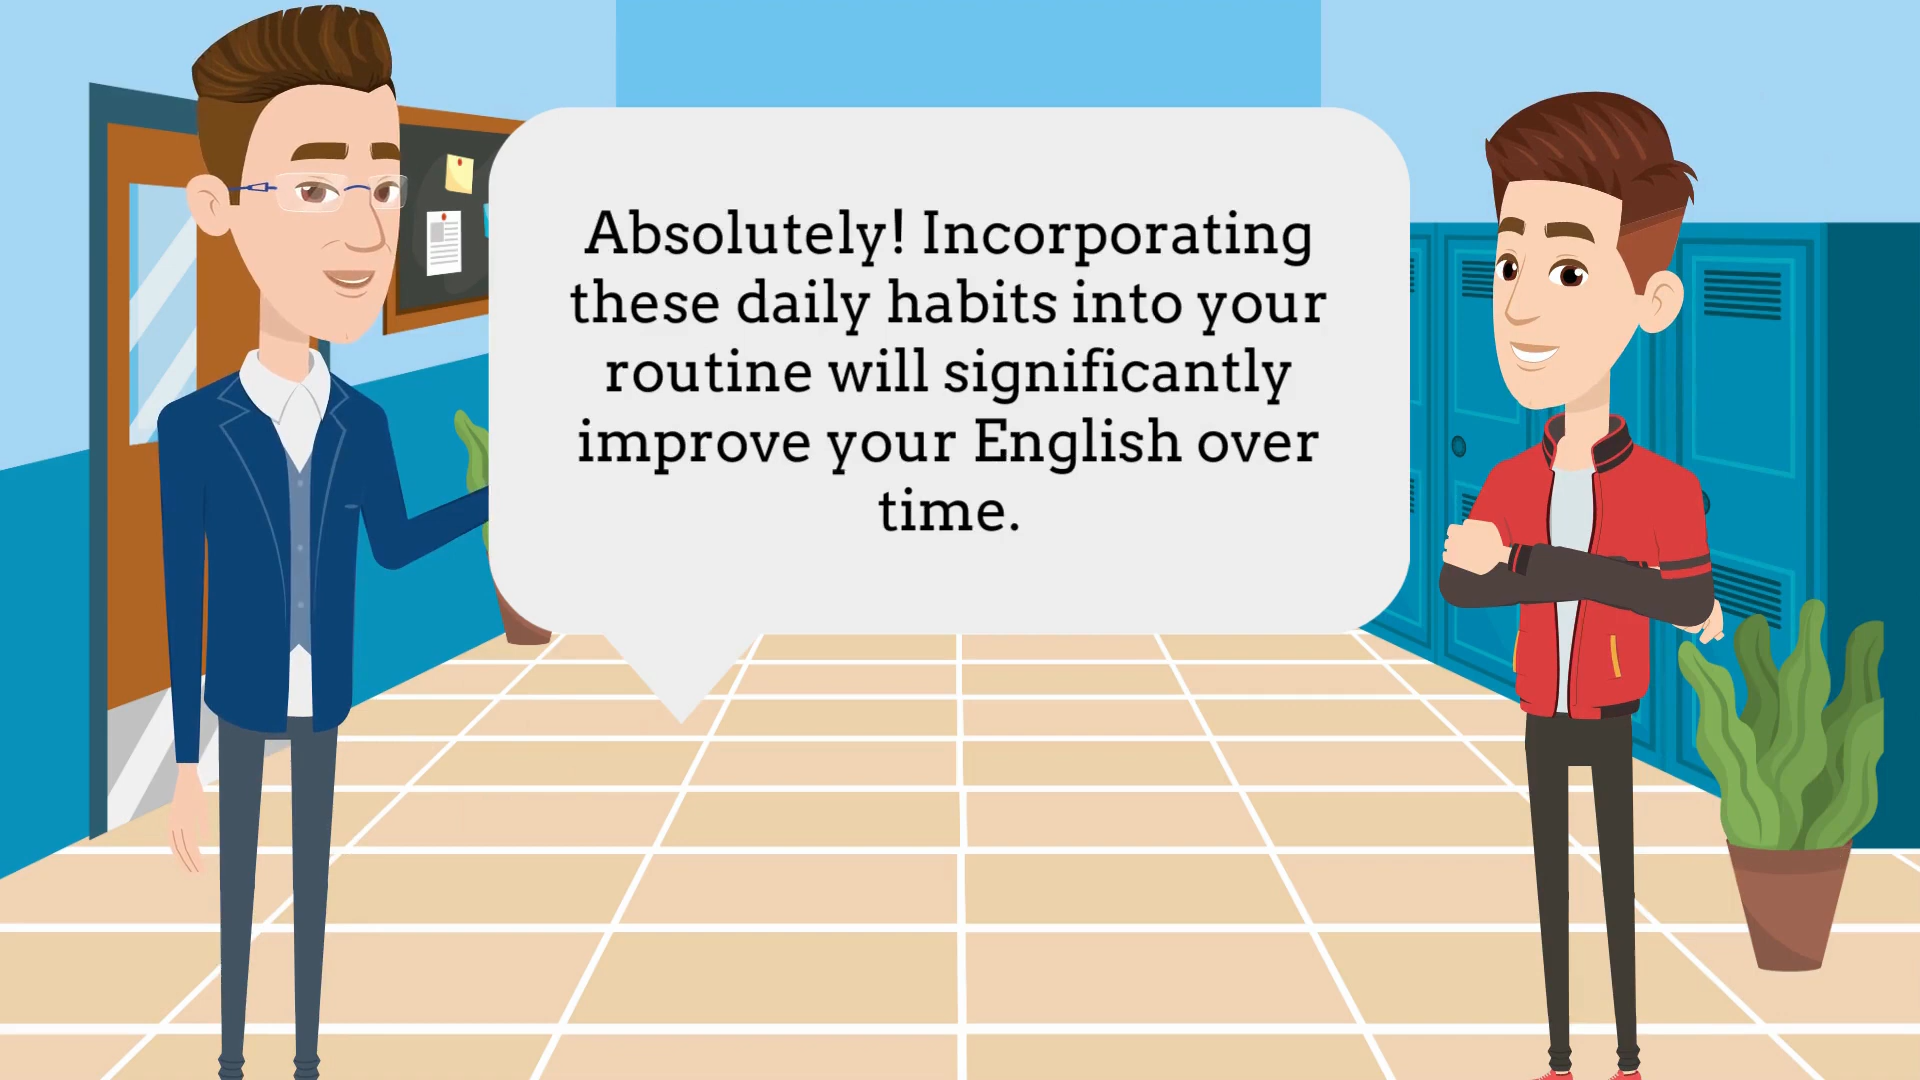 Absolutely! Incorporating
these daily habits into your
routine will significantly
improve your English over
time.